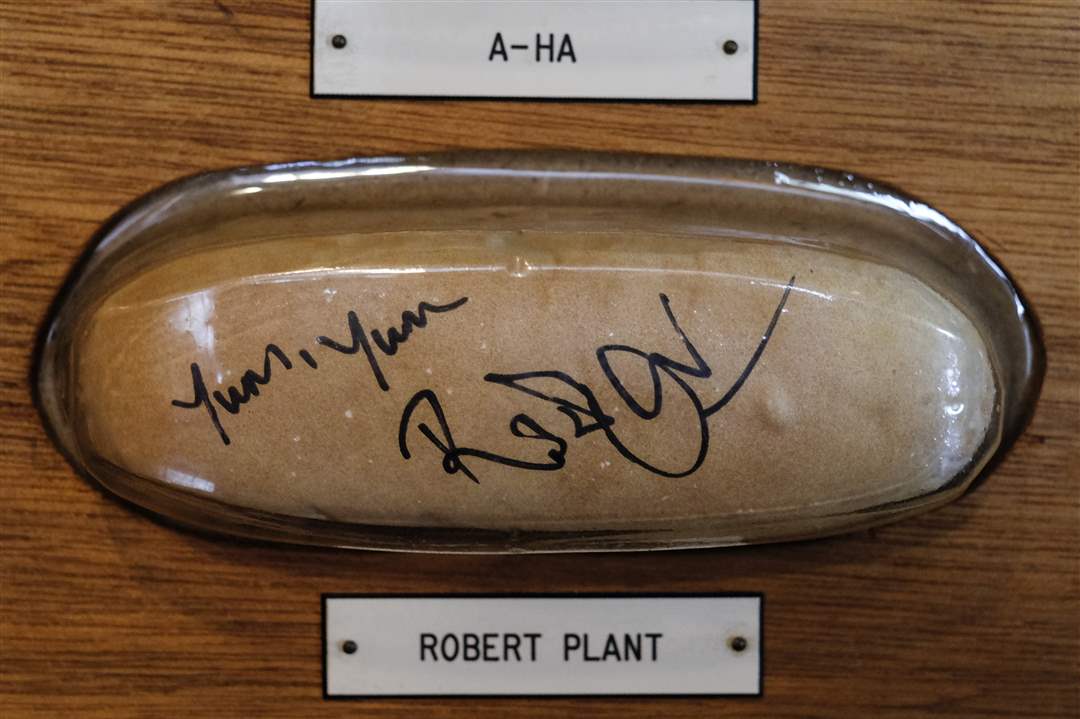 A-HA
Yum, Yum
ROBERT PLANT